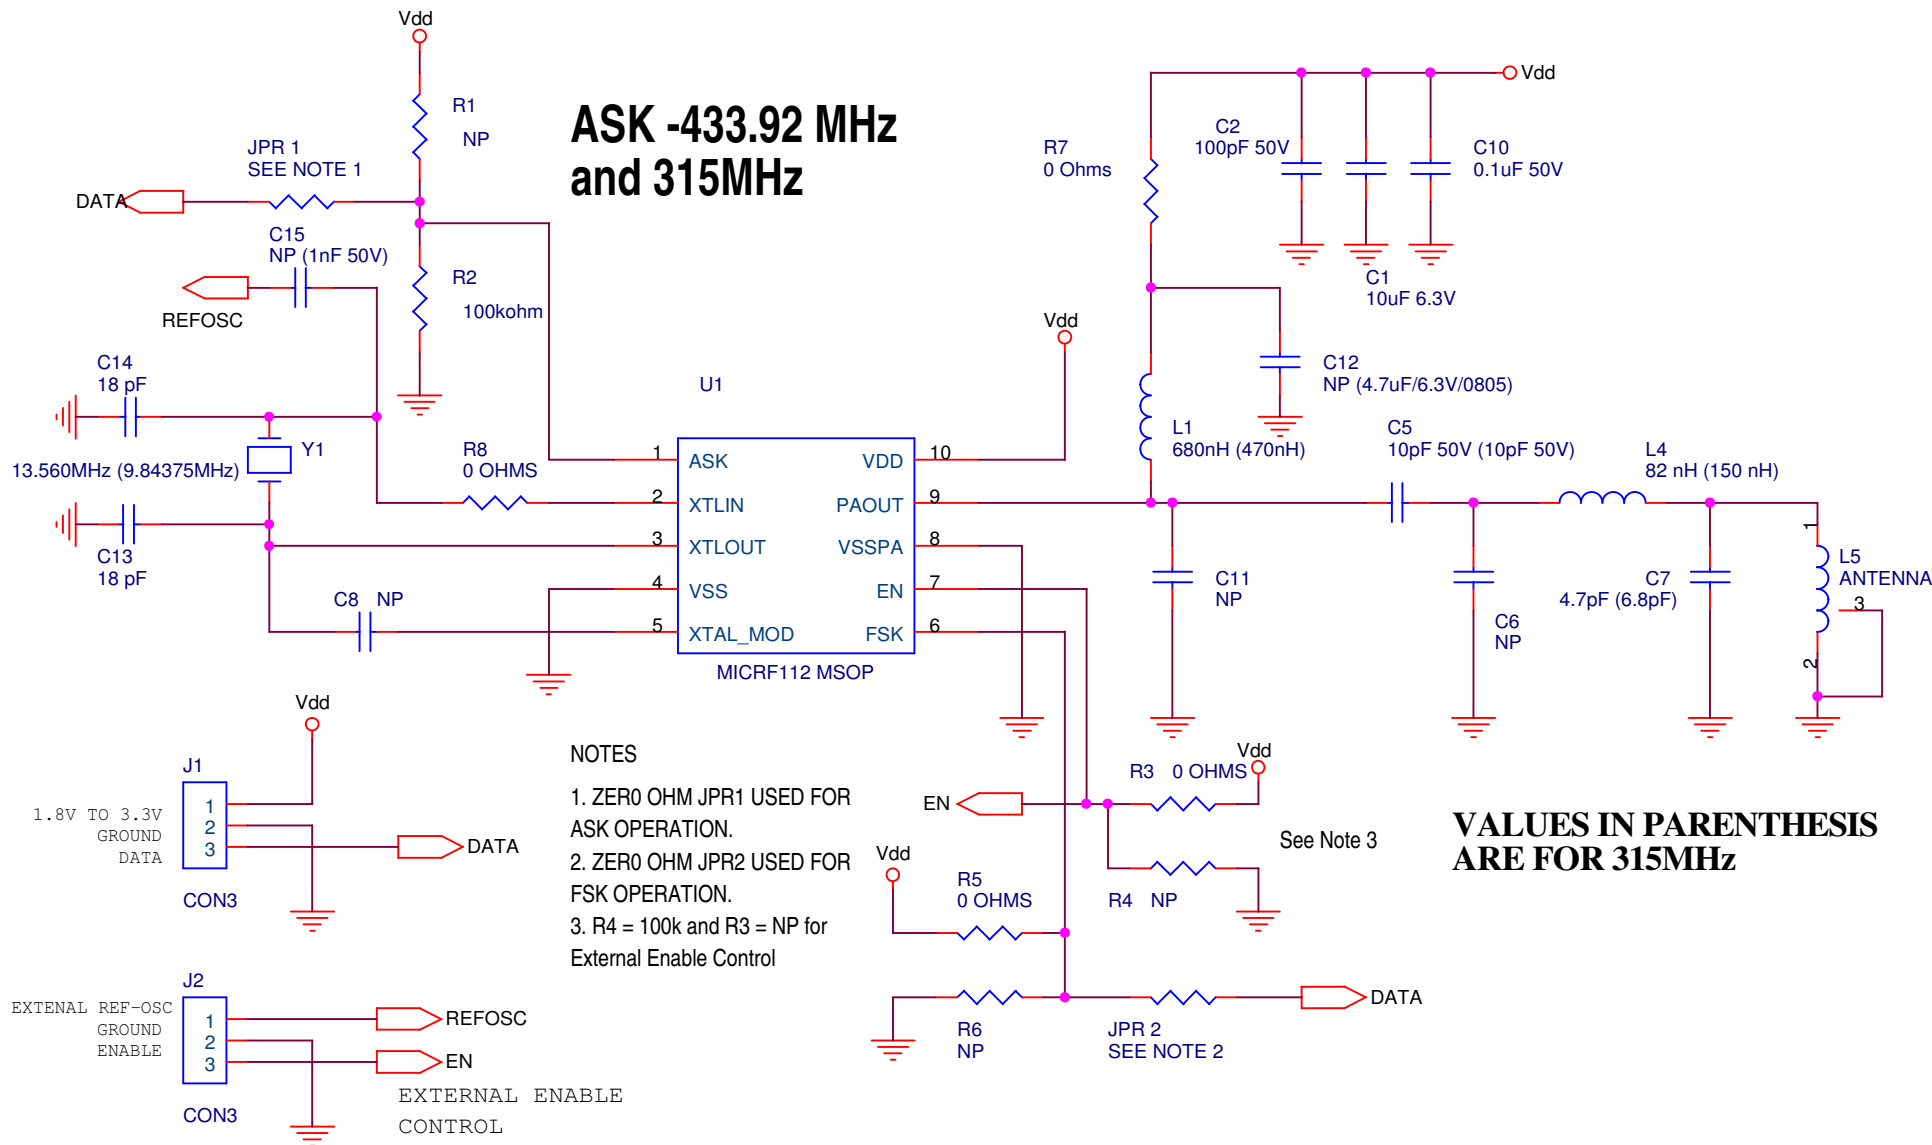 Vdd
R1
NP
ASK -433.92 MHz
and 315MHz
JPR 1
SEE NOTE 1
DATA
C15
NP (1nF 50V)
REFOSC
R2
100kohm
C14
18 pF
Y1
13.560MHz (9.84375MHz)
C13
18 pF
R8
0 OHMS
C8
NP
U1
1
ASK
2
XTLIN
3
XTLOUT
4
VSS
5
XTAL_MOD
VDD
10
PAOUT
9
VSSPA
8
EN
7
FSK
6
MICRF112 MSOP
Vdd
R7
0 Ohms
Vdd
C2
100pF 50V
C10
0.1uF 50V
C1
10uF 6.3V
C12
NP (4.7uF/6.3V/0805)
L1
680nH (470nH)
C5
10pF 50V (10pF 50V)
L4
82 nH (150 nH)
C11
NP
C6
NP
C7
4.7pF (6.8pF)
1
L5
ANTENNA
3
2
Vdd
J1
1.8V TO 3.3V
GROUND
DATA
1
2
3
DATA
CON3
J2
EXTENAL REF-OSC
GROUND
ENABLE
1
2
3
REFOSC
EN
CON3
EXTERNAL ENABLE
CONTROL
NOTES
1. ZER0 OHM JPR1 USED FOR
ASK OPERATION.
2. ZER0 OHM JPR2 USED FOR
FSK OPERATION.
3. R4 = 100k and R3 = NP for
External Enable Control
EN
R3 0 OHMS
Vdd
See Note 3
R4 NP
Vdd
R5
0 OHMS
R6
NP
JPR 2
SEE NOTE 2
DATA
VALUES IN PARENTHESIS
ARE FOR 315MHz